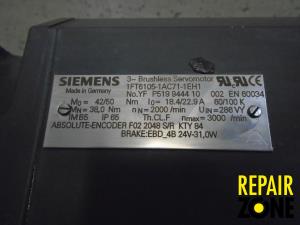 SIEMENS
Made in Germany
3~ Brushless Servomotor
1FT6105-1AC71-1EH1
No.YF P519 9444 10 002 EN 60034
M0 = 42/50 Nm I0 = 18.4/22.9 A 60/100 K
MN = 38,0 Nm nN = 2000 /min UIN = 286 V
IM B5 IP 65 Th.CL.F nmax= 3000 /min
ABSOLUTE-ENCODER F02 2048 S/R KTY 84
BRAKE:EBD_4B 24V-31,0W
REPAIR
ZONE